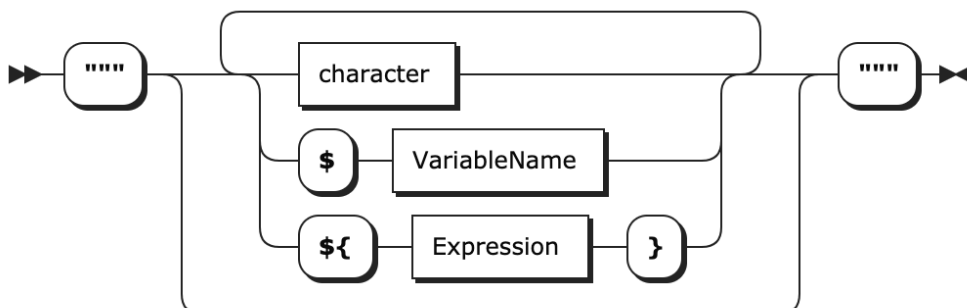 """ character """
$ VariableName
${ Expression }